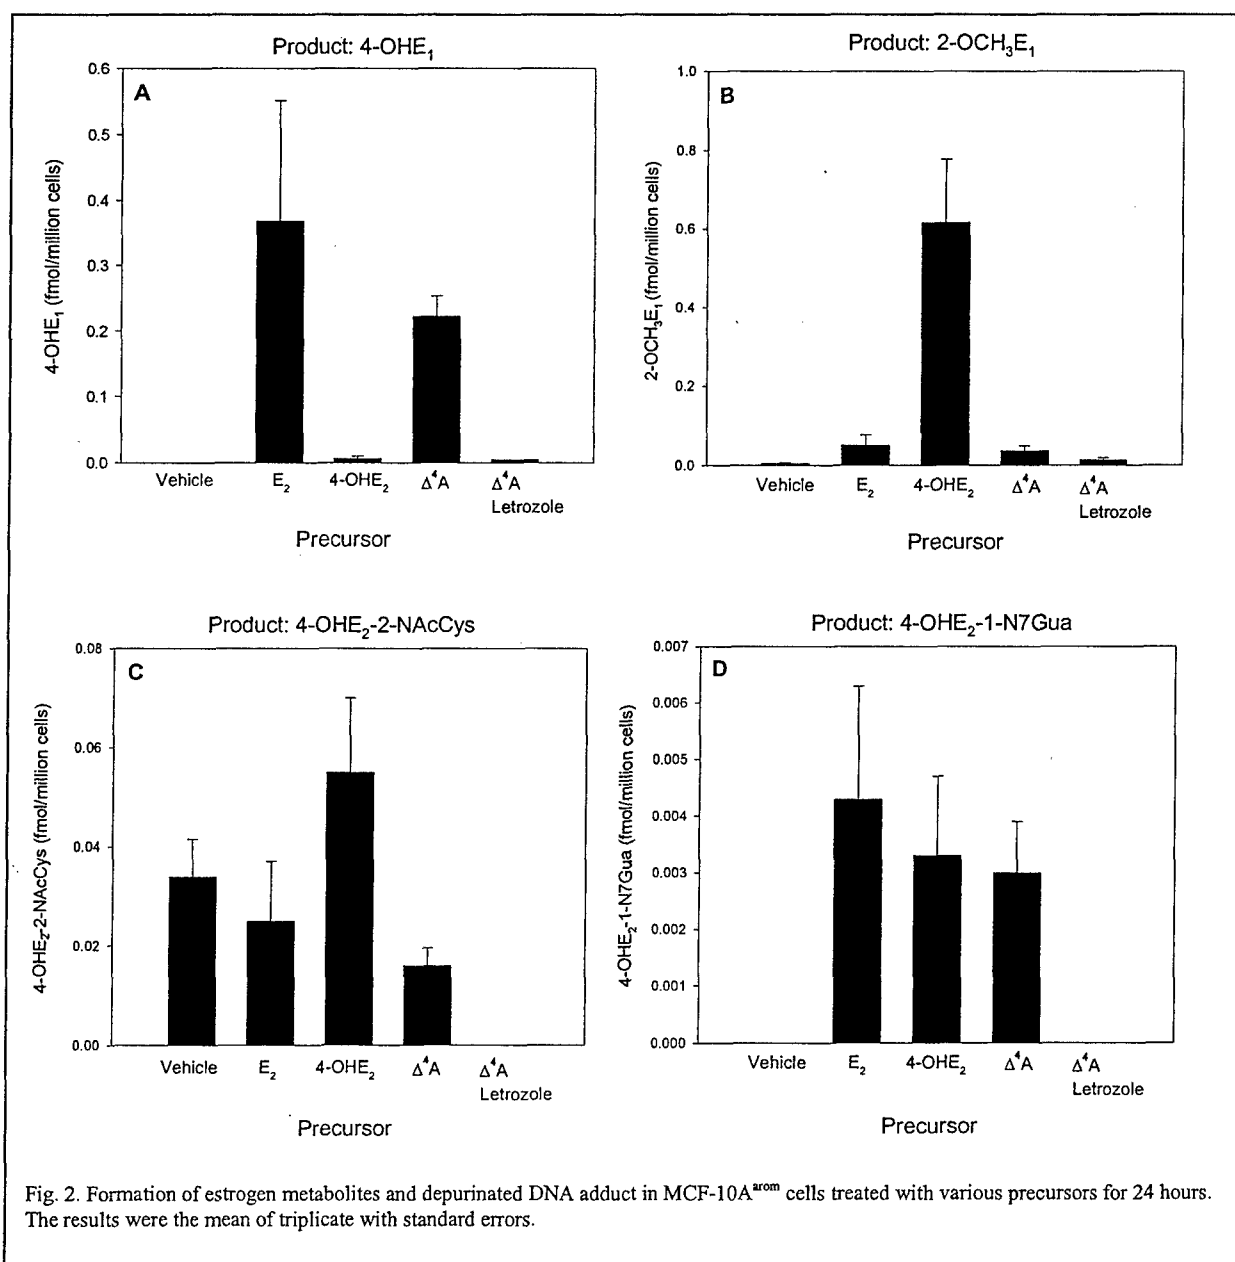 Product: 4-OHE₁
A
0.6
0.5
0.4
0.3
0.2
0.1
0.0
4-OHE₁ (fmol/million cells)
Vehicle E₂ 4-OHE₂ Δ⁴A Δ⁴A
Letrozole
Precursor
Product: 2-OCH₃E₁
B
1.0
0.8
0.6
0.4
0.2
0.0
2-OCH₃E₁ (fmol/million cells)
Vehicle E₂ 4-OHE₂ Δ⁴A Δ⁴A
Letrozole
Precursor
Product: 4-OHE₂-2-NAcCys
C
0.08
0.06
0.04
0.02
0.00
4-OHE₂-2-NAcCys (fmol/million cells)
Vehicle E₂ 4-OHE₂ Δ⁴A Δ⁴A
Letrozole
Precursor
Product: 4-OHE₂-1-N7Gua
D
0.007
0.006
0.005
0.004
0.003
0.002
0.001
0.000
4-OHE₂-1-N7Gua (fmol/million cells)
Vehicle E₂ 4-OHE₂ Δ⁴A Δ⁴A
Letrozole
Precursor
Fig. 2. Formation of estrogen metabolites and depurinated DNA adduct in MCF-10Aᵃʳᵒᵐ cells treated with various precursors for 24 hours.
The results were the mean of triplicate with standard errors.